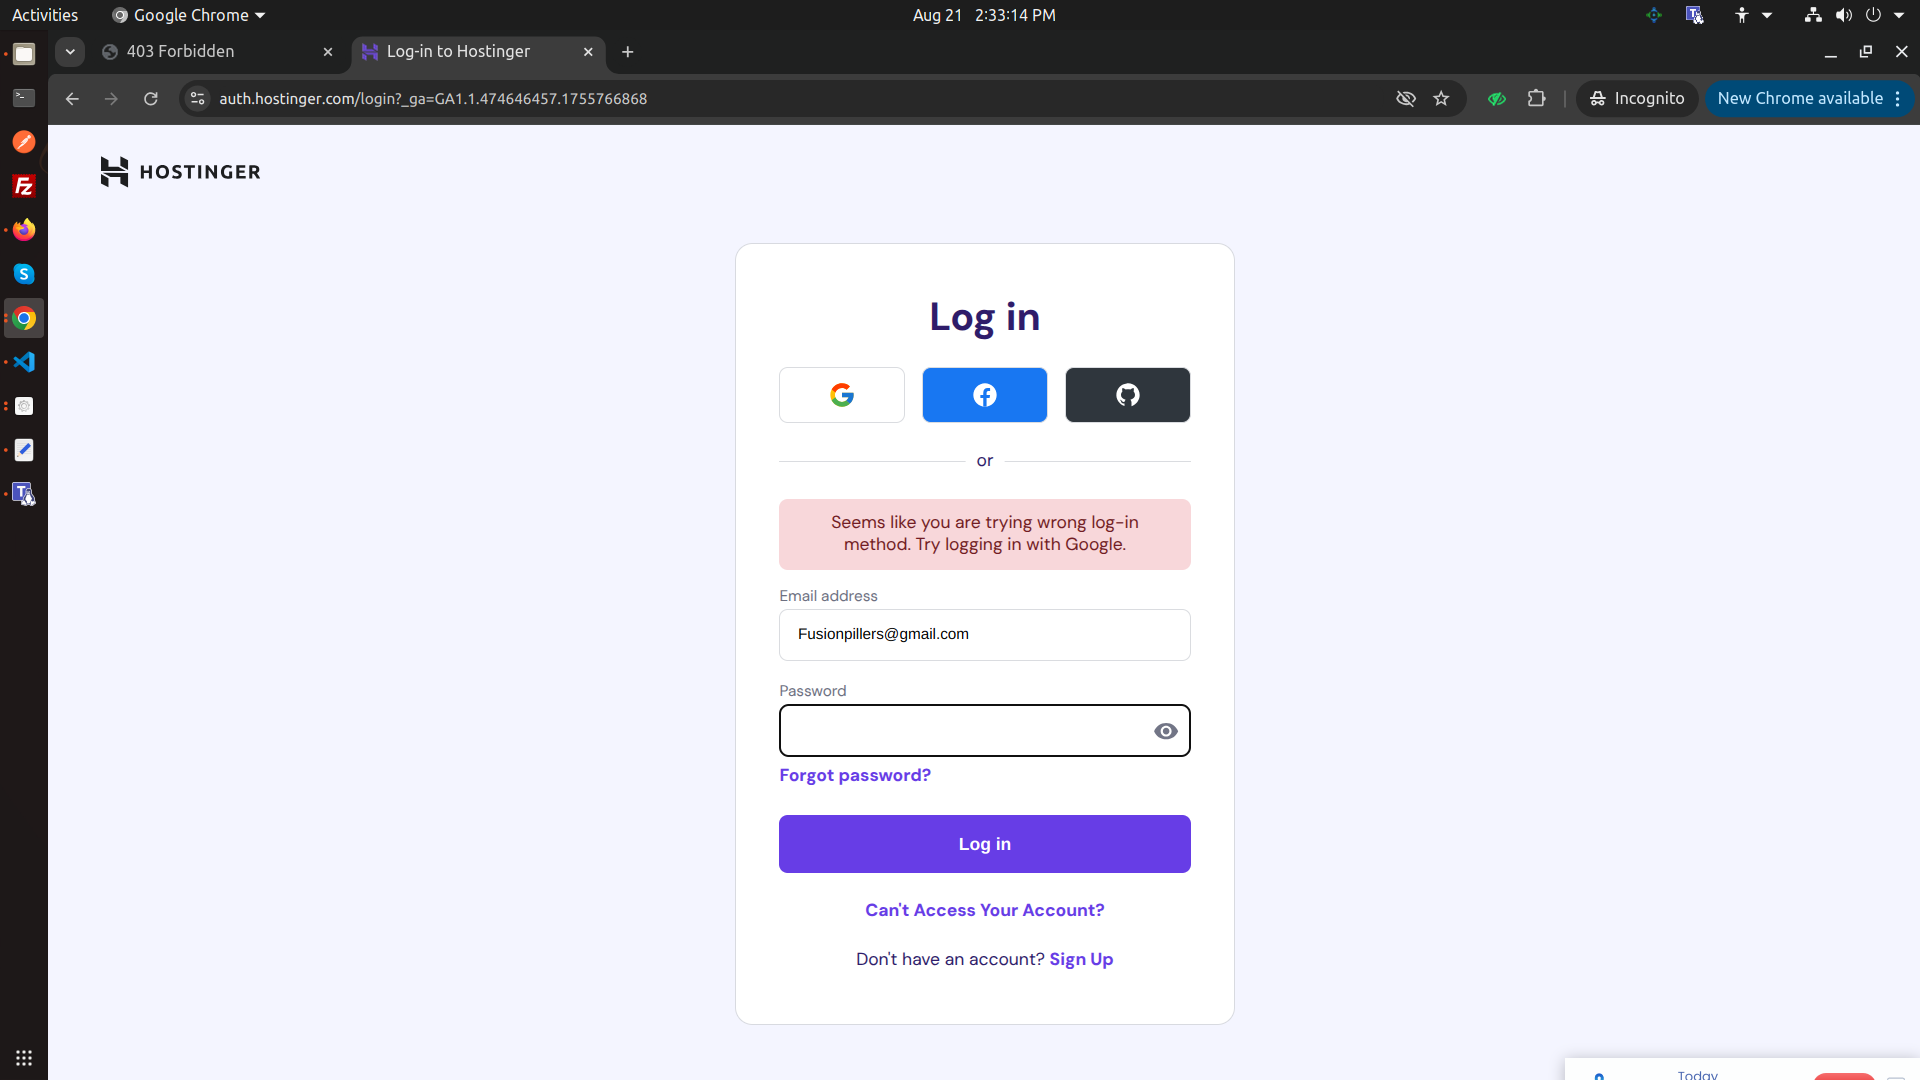 Activities
Google Chrome
Aug 21 2:33:14 PM
403 Forbidden
Log-in to Hostinger
auth.hostinger.com/login?_ga=GA1.1.474646457.1755766868
Incognito
New Chrome available
HOSTINGER
Log in
or
Seems like you are trying wrong log-in
method. Try logging in with Google.
Email address
Fusionpillers@gmail.com
Password
Forgot password?
Log in
Can't Access Your Account?
Don't have an account? Sign Up
Today